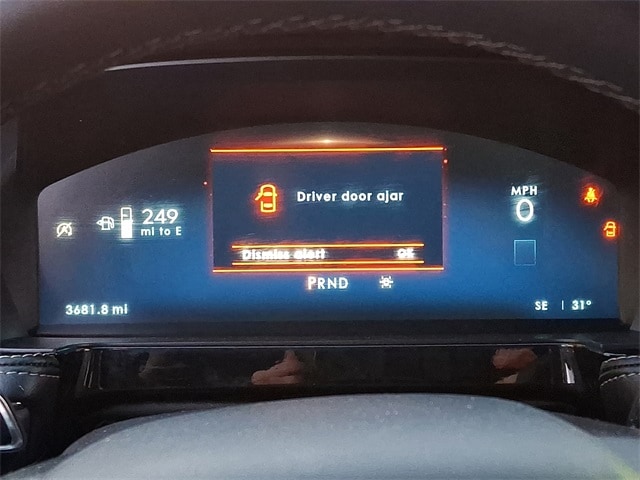 Driver door ajar
Dismiss alert OK
249
mi to E
MPH
0
PRND
3681.8 mi
SE 31°